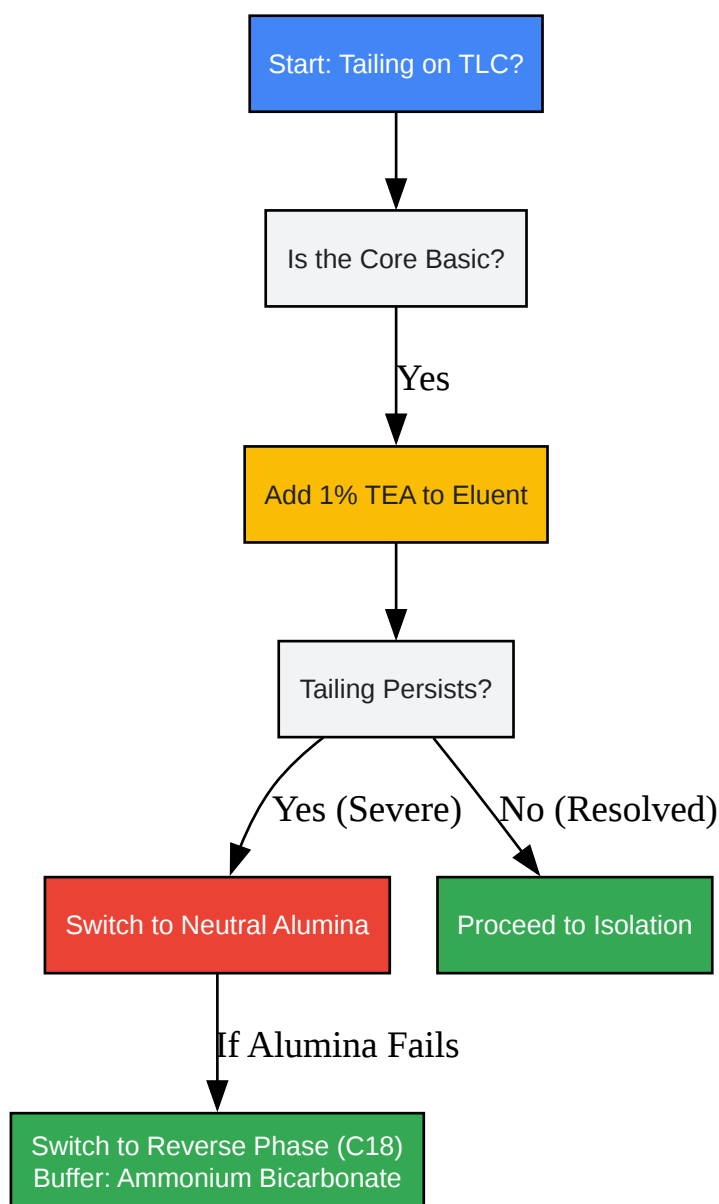 Start: Tailing on TLC?
Is the Core Basic?
Yes
Add 1% TEA to Eluent
Tailing Persists?
Yes (Severe)
No (Resolved)
Switch to Neutral Alumina
Proceed to Isolation
If Alumina Fails
Switch to Reverse Phase (C18)
Buffer: Ammonium Bicarbonate